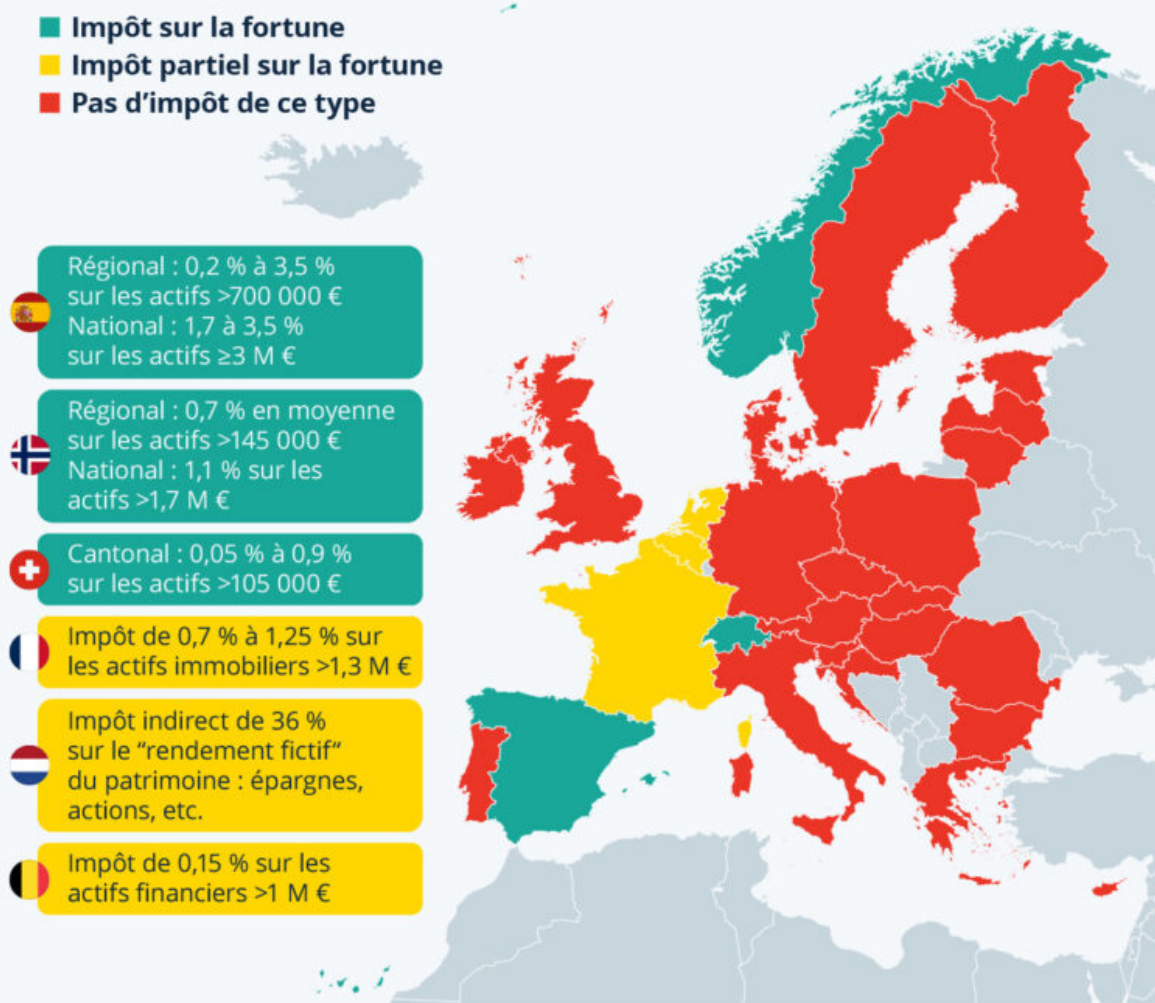 Impôt sur la fortune
Impôt partiel sur la fortune
Pas d’impôt de ce type
Régional : 0,2 % à 3,5 %
sur les actifs >700 000 €
National : 1,7 à 3,5 %
sur les actifs ≥3 M €
Régional : 0,7 % en moyenne
sur les actifs >145 000 €
National : 1,1 % sur les
actifs >1,7 M €
Cantonal : 0,05 % à 0,9 %
sur les actifs >105 000 €
Impôt de 0,7 % à 1,25 % sur
les actifs immobiliers >1,3 M €
Impôt indirect de 36 %
sur le “rendement fictif”
du patrimoine : épargnes,
actions, etc.
Impôt de 0,15 % sur les
actifs financiers >1 M €